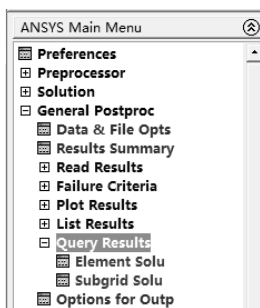 ANSYS Main Menu
Preferences
Preprocessor
Solution
General Postproc
Data & File Opts
Results Summary
Read Results
Failure Criteria
Plot Results
List Results
Query Results
Element Solu
Subgrid Solu
Options for Outp